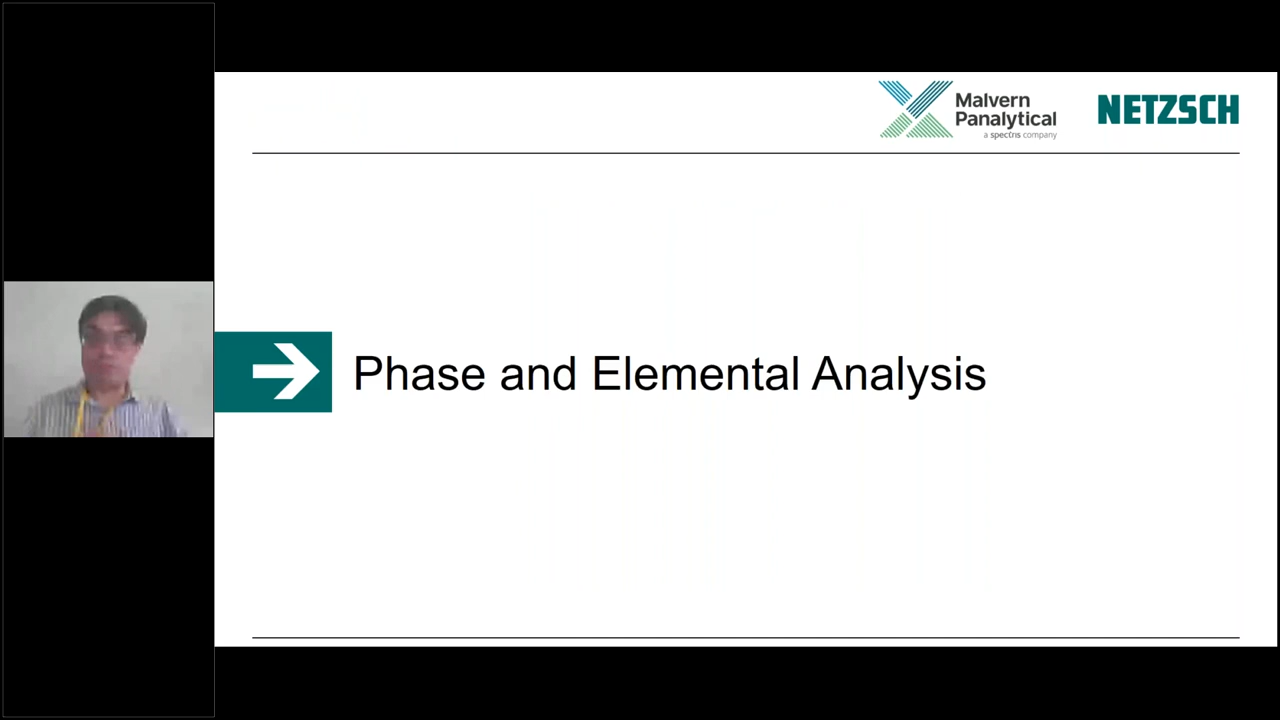 Malvern
Panalytical
a spectris company
NETZSCH
Phase and Elemental Analysis